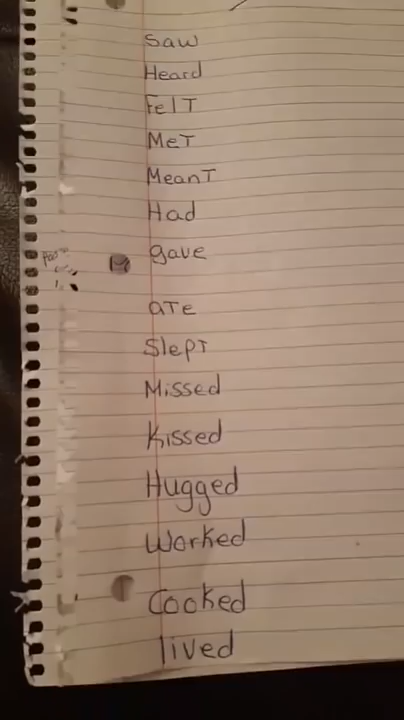 Saw
Heard
FelT
MeT
MeanT
Had
gave
aTe
SlepT
Missed
Kissed
Hugged
Worked
Cooked
lived